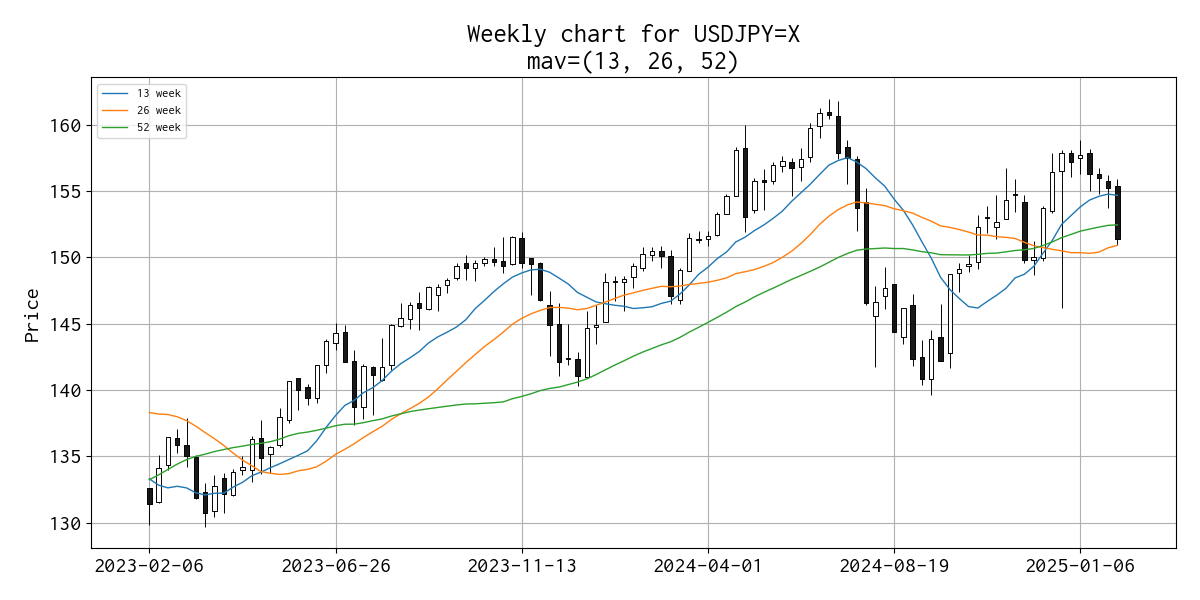 Weekly chart for USDJPY=X
mav=(13, 26, 52)
13 week
26 week
52 week
Price
160
155
150
145
140
135
130
2023-02-06
2023-06-26
2023-11-13
2024-04-01
2024-08-19
2025-01-06